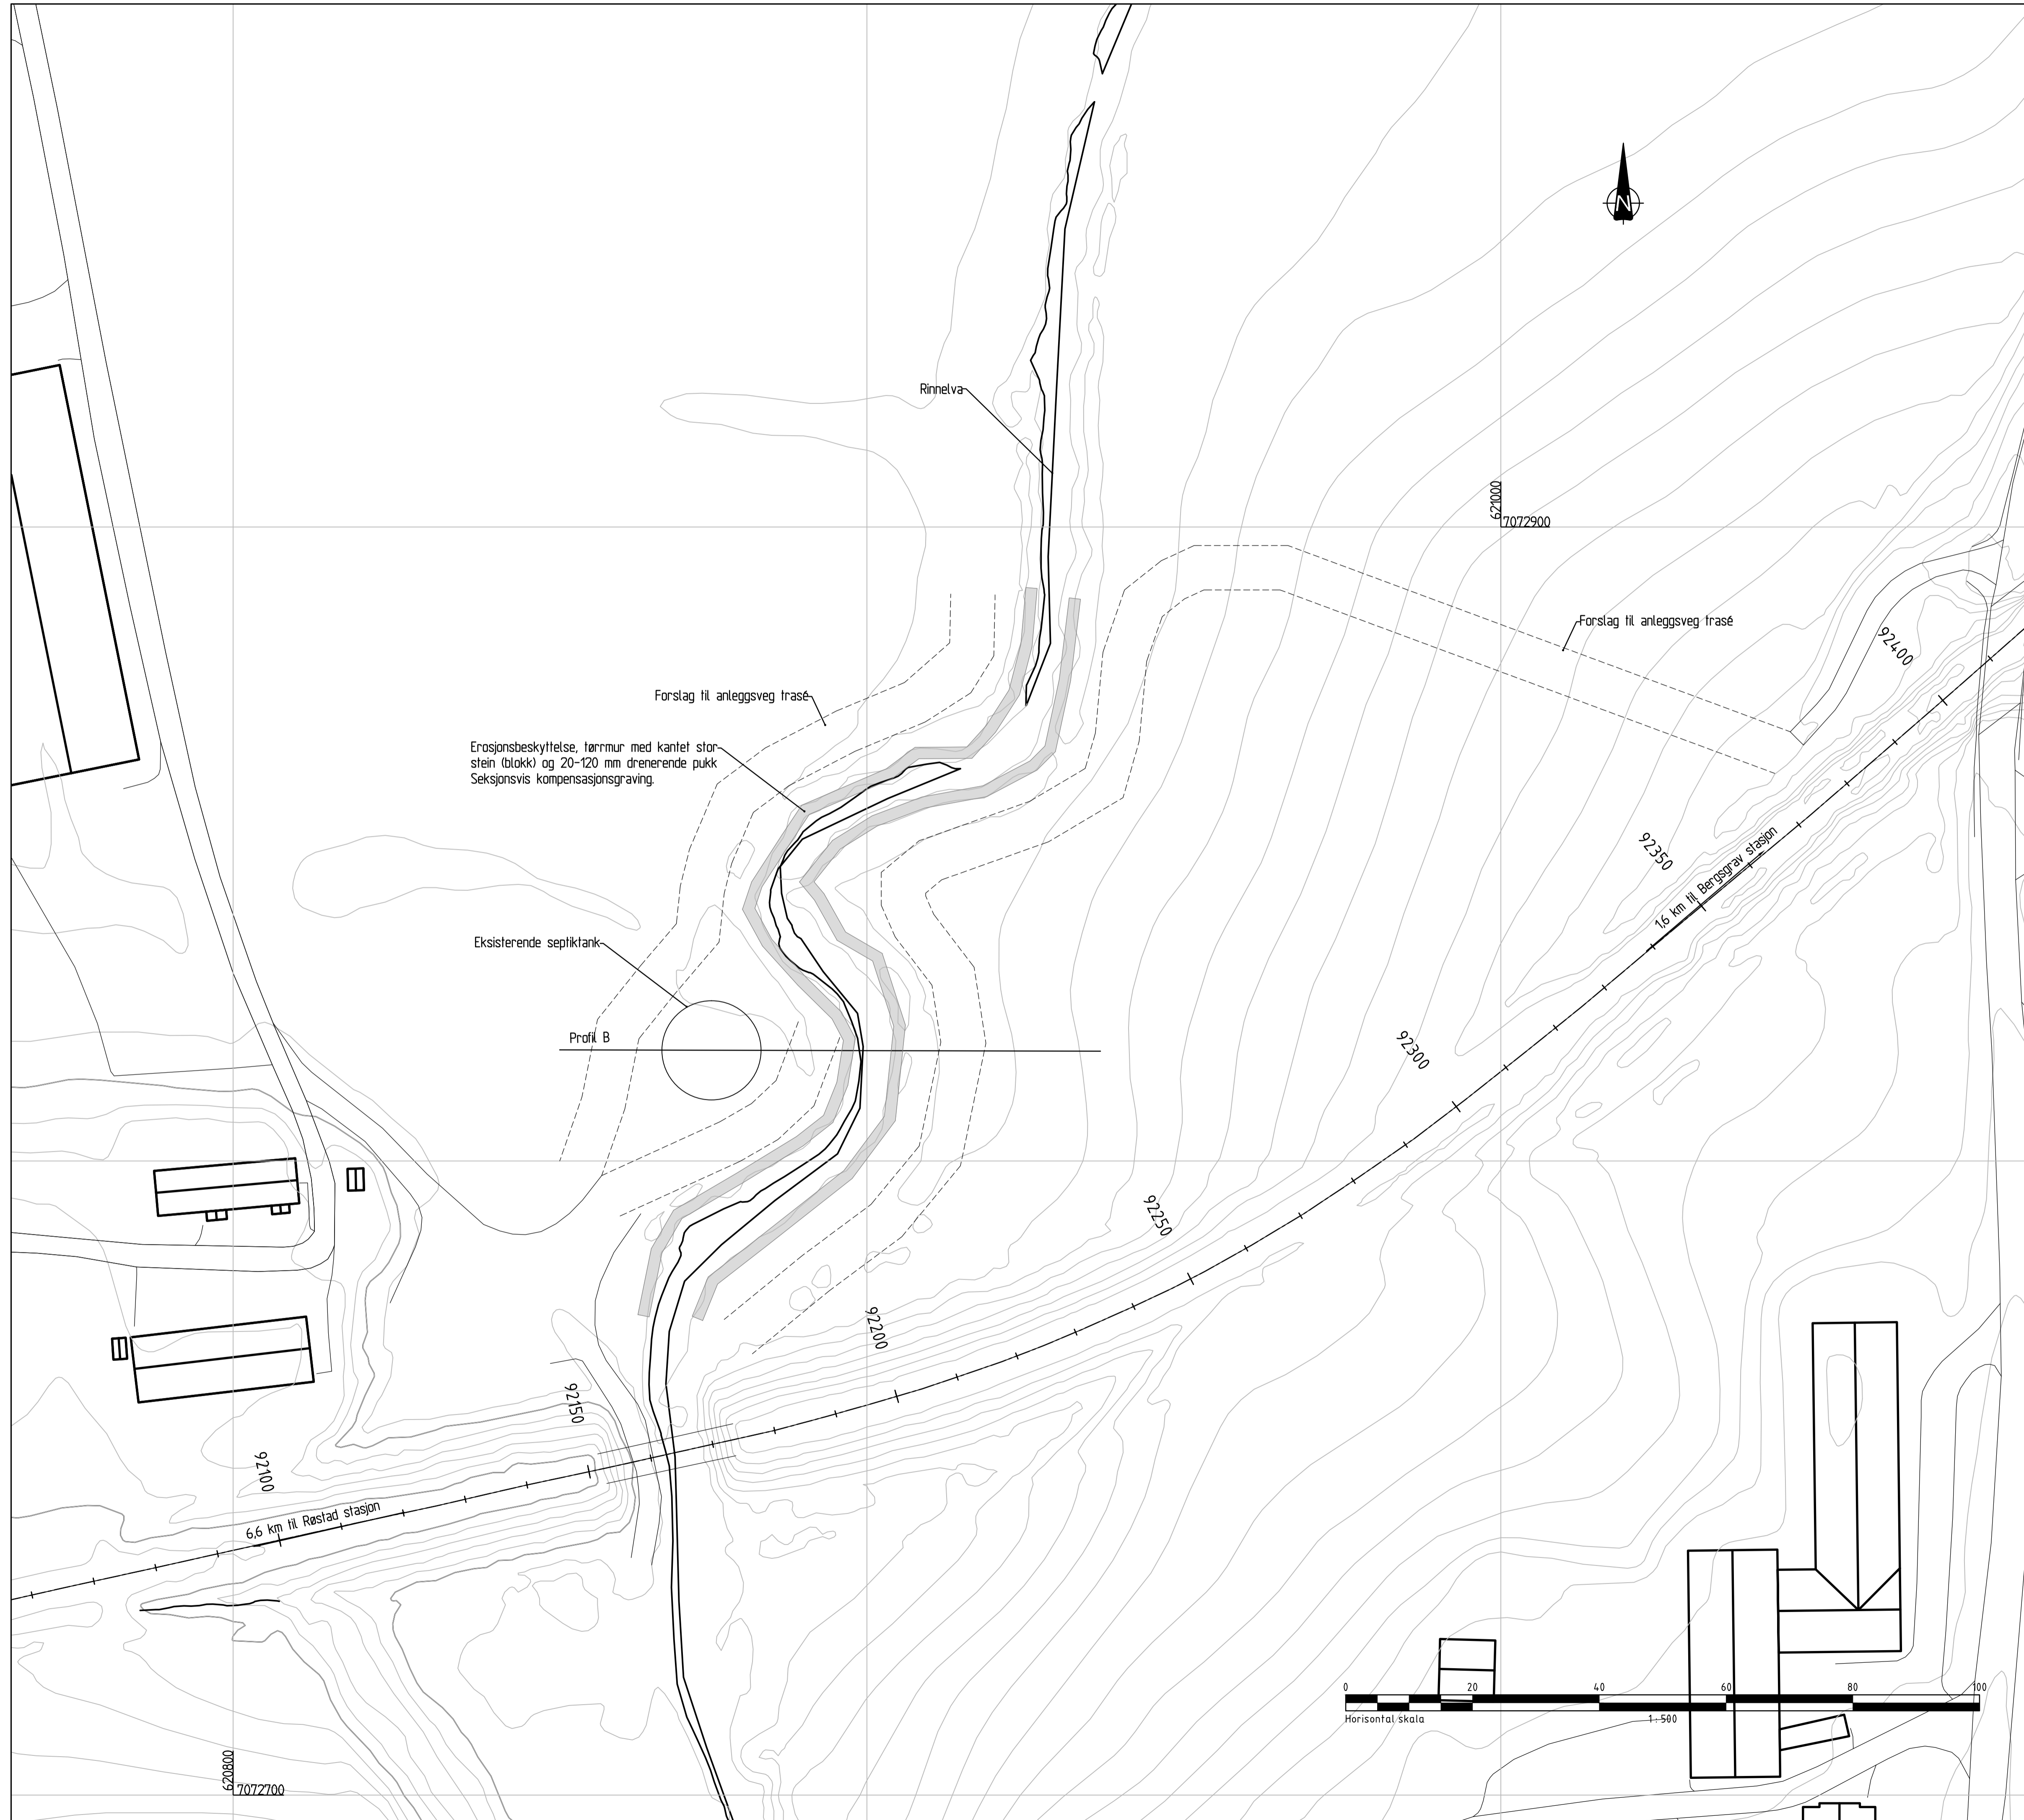 N
Rinnelva
621000
7072900
Forslag til anleggsveg trasé
92400
Forslag til anleggsveg trasé
Erosjonsbeskyttelse, tørrmur med kantet stor
stein (blokk) og 20-120 mm drenerende pukk
Seksjonsvis kompensasjonsgraving.
92350
1,6 km til Bergsgrav stasjon
Eksisterende septiktank
Profil B
92300
92250
92200
92150
92100
6,6 km til Røstad stasjon
0 20 40 60 80 100
Horisontal skala 1:500
620800
7072700